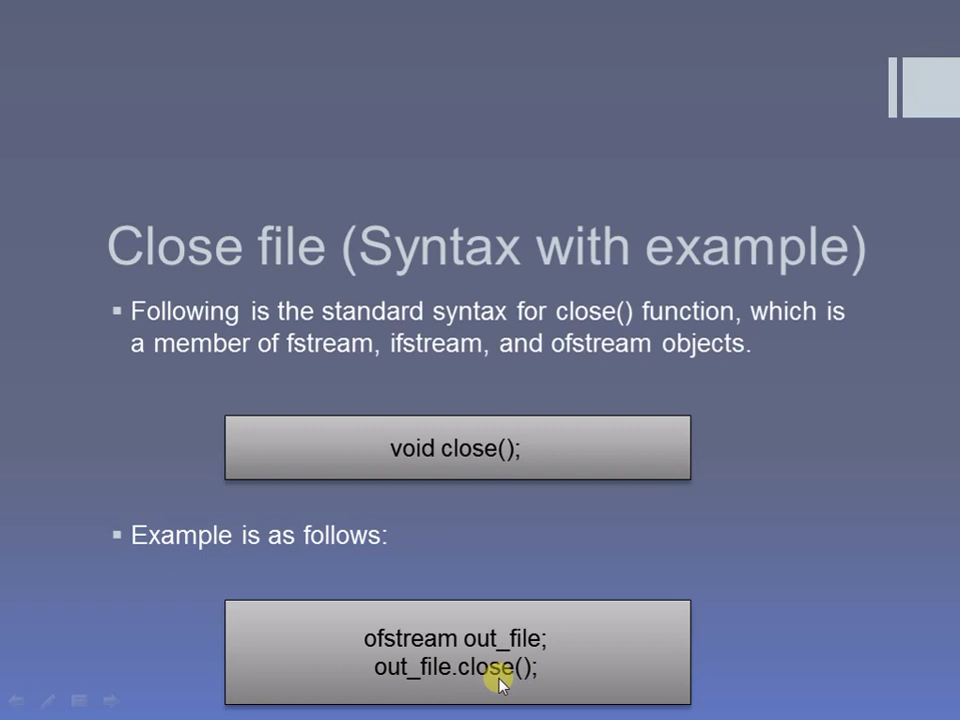 Close file (Syntax with example)
Following is the standard syntax for close() function, which is
a member of fstream, ifstream, and ofstream objects.
void close();
Example is as follows:
ofstream out_file;
out_file.close();